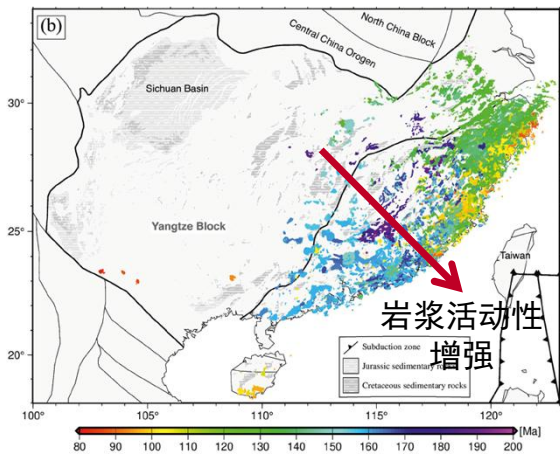 (b)
North China Block
Central China Orogen
Sichuan Basin
30°
Yangtze Block
25°
Taiwan
岩浆活动性
增强
Subduction zone
20°
Jurassic sedimentary ro
Cretaceous sedimentary rocks
100°
105°
110°
115°
120°
80
90
100
110
120
130
140
150
160
170
180
190
200
[Ma]